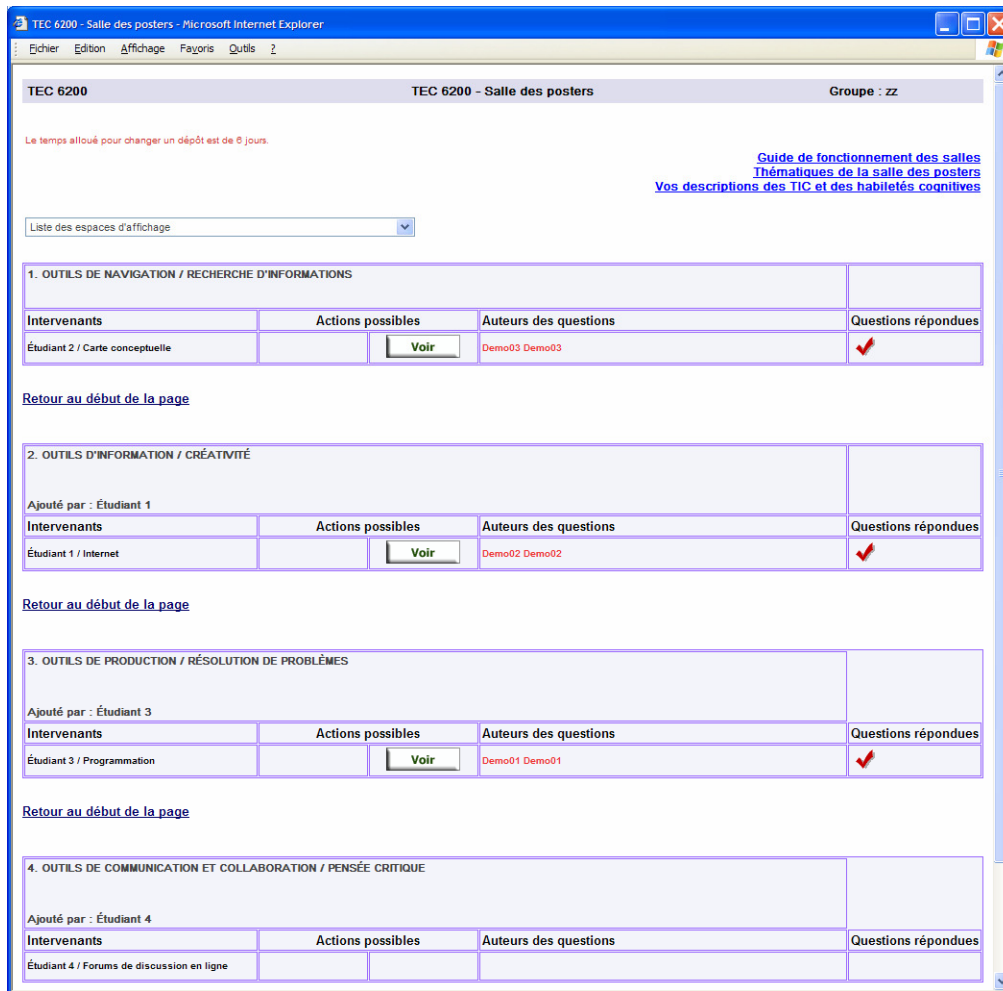 TEC 6200 - Salle des posters - Microsoft Internet Explorer
Fichier Edition Affichage Favoris Outils ?
TEC 6200 TEC 6200 - Salle des posters Groupe : zz
Le temps alloué pour changer un dépôt est de 6 jours.
Guide de fonctionnement des salles
Thématiques de la salle des posters
Vos descriptions des TIC et des habiletés cognitives
Liste des espaces d'affichage
1. OUTILS DE NAVIGATION / RECHERCHE D'INFORMATIONS
Intervenants Actions possibles Auteurs des questions Questions répondues
Étudiant 2 / Carte conceptuelle Voir Demo03 Demo03
Retour au début de la page
2. OUTILS D'INFORMATION / CRÉATIVITÉ
Ajouté par : Étudiant 1
Intervenants Actions possibles Auteurs des questions Questions répondues
Étudiant 1 / Internet Voir Demo02 Demo02
Retour au début de la page
3. OUTILS DE PRODUCTION / RÉSOLUTION DE PROBLÈMES
Ajouté par : Étudiant 3
Intervenants Actions possibles Auteurs des questions Questions répondues
Étudiant 3 / Programmation Voir Demo01 Demo01
Retour au début de la page
4. OUTILS DE COMMUNICATION ET COLLABORATION / PENSÉE CRITIQUE
Ajouté par : Étudiant 4
Intervenants Actions possibles Auteurs des questions Questions répondues
Étudiant 4 / Forums de discussion en ligne